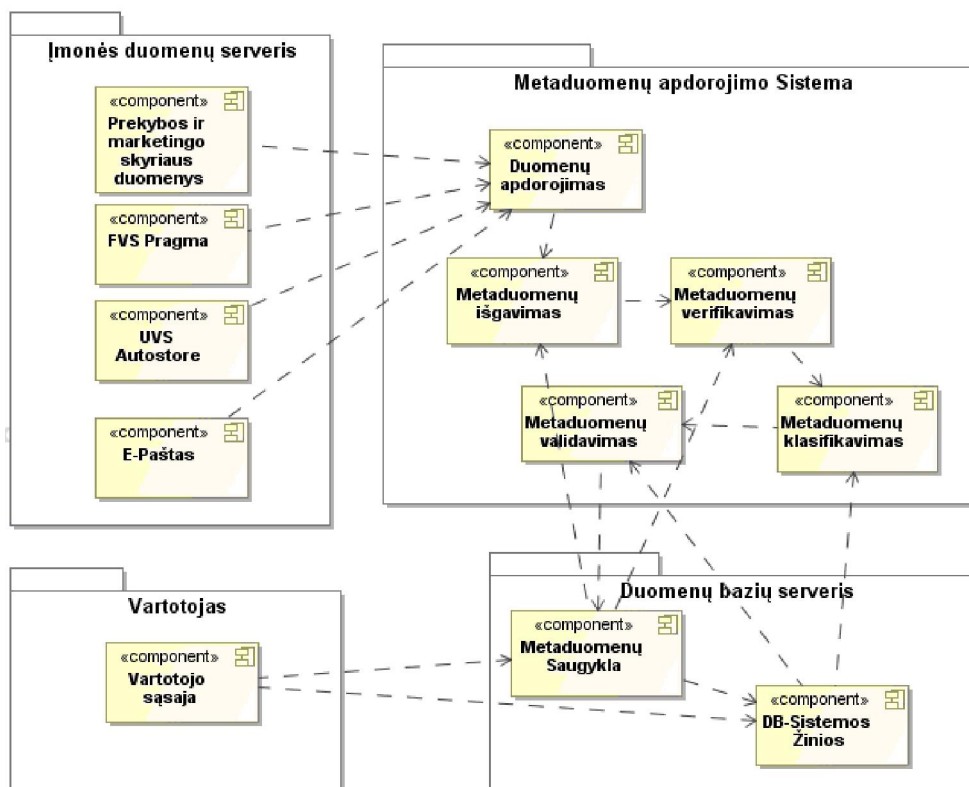 Įmonės duomenų serveris
«component»
Prekybos ir
marketingo
skyriaus
duomenys
«component»
FVS Pragma
«component»
UVS
Autostore
«component»
E-Paštas
Metaduomenų apdorojimo Sistema
«component»
Duomenų
apdorojimas
«component»
Metaduomenų
išgavimas
«component»
Metaduomenų
verifikavimas
«component»
Metaduomenų
validavimas
«component»
Metaduomenų
klasifikavimas
Vartotojas
«component»
Vartotojo
sąsaja
Duomenų bazių serveris
«component»
Metaduomenų
Saugykla
«component»
DB-Sistemos
Žinios